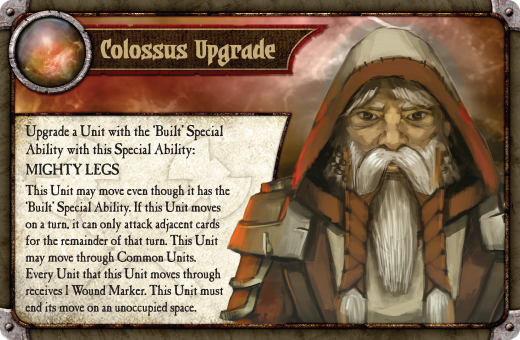 Colossus Upgrade
Upgrade a Unit with the 'Built' Special
Ability with this Special Ability:
MIGHTY LEGS
This Unit may move even though it has the
'Built' Special Ability. If this Unit moves
on a turn, it can only attack adjacent cards
for the remainder of that turn. This Unit
may move through Common Units.
Every Unit that this Unit moves through
receives 1 Wound Marker. This Unit must
end its move on an unoccupied space.